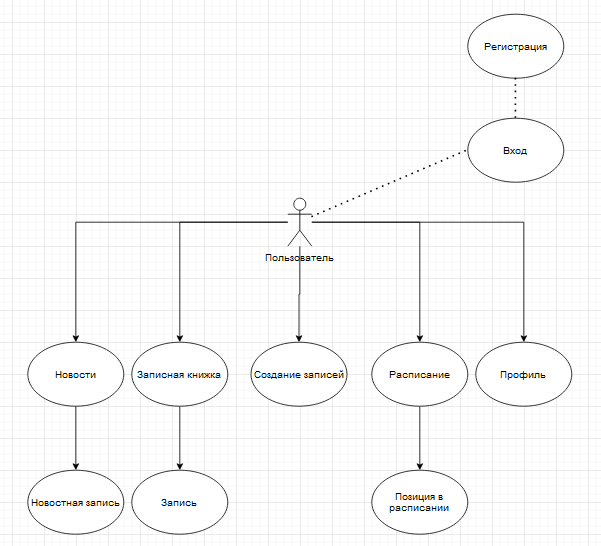 Регистрация
Вход
Пользователь
Новости
Записная книжка
Создание записей
Расписание
Профиль
Новостная запись
Запись
Позиция в
расписании